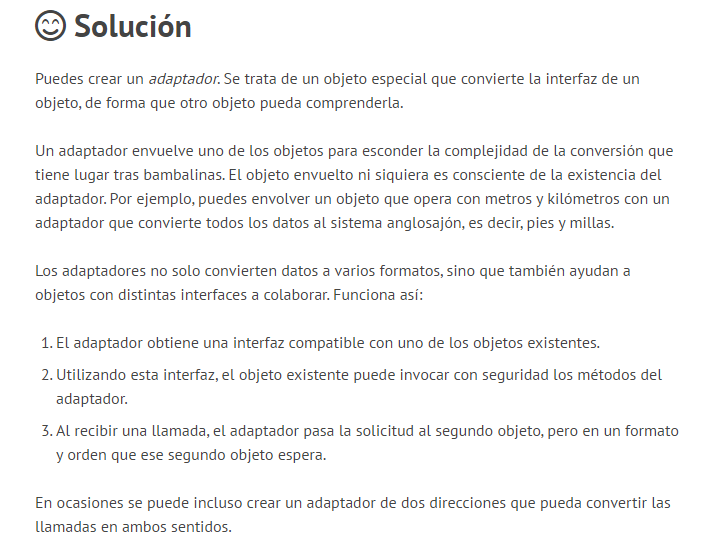 Solución
Puedes crear un adaptador. Se trata de un objeto especial que convierte la interfaz de un
objeto, de forma que otro objeto pueda comprenderla.
Un adaptador envuelve uno de los objetos para esconder la complejidad de la conversión que
tiene lugar tras bambalinas. El objeto envuelto ni siquiera es consciente de la existencia del
adaptador. Por ejemplo, puedes envolver un objeto que opera con metros y kilómetros con un
adaptador que convierte todos los datos al sistema anglosajón, es decir, pies y millas.
Los adaptadores no solo convierten datos a varios formatos, sino que también ayudan a
objetos con distintas interfaces a colaborar. Funciona así:
1. El adaptador obtiene una interfaz compatible con uno de los objetos existentes.
2. Utilizando esta interfaz, el objeto existente puede invocar con seguridad los métodos del
adaptador.
3. Al recibir una llamada, el adaptador pasa la solicitud al segundo objeto, pero en un formato
y orden que ese segundo objeto espera.
En ocasiones se puede incluso crear un adaptador de dos direcciones que pueda convertir las
llamadas en ambos sentidos.